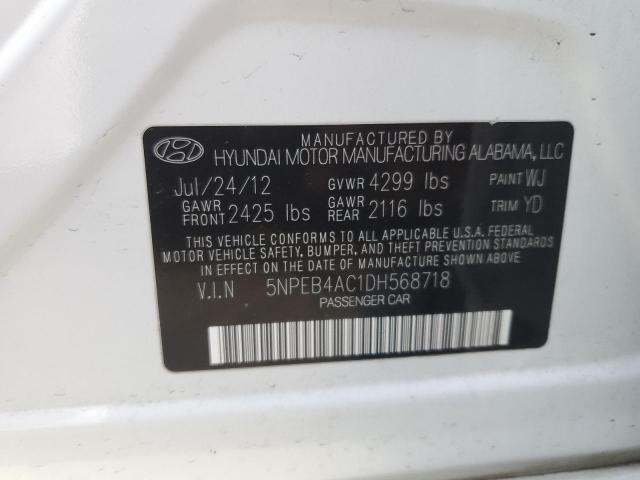 MANUFACTURED BY
HYUNDAI MOTOR MANUFACTURING ALABAMA, LLC
Jul/24/12 GVWR 4299 lbs PAINT WJ
GAWR FRONT 2425 lbs GAWR REAR 2116 lbs TRIM YD
THIS VEHICLE CONFORMS TO ALL APPLICABLE U.S.A. FEDERAL
MOTOR VEHICLE SAFETY, BUMPER, AND THEFT PREVENTION
STANDARDS IN EFFECT ON THE DATE OF MANUFACTURE SHOWN ABOVE.
V.I.N 5NPEB4AC1DH568718
PASSENGER CAR